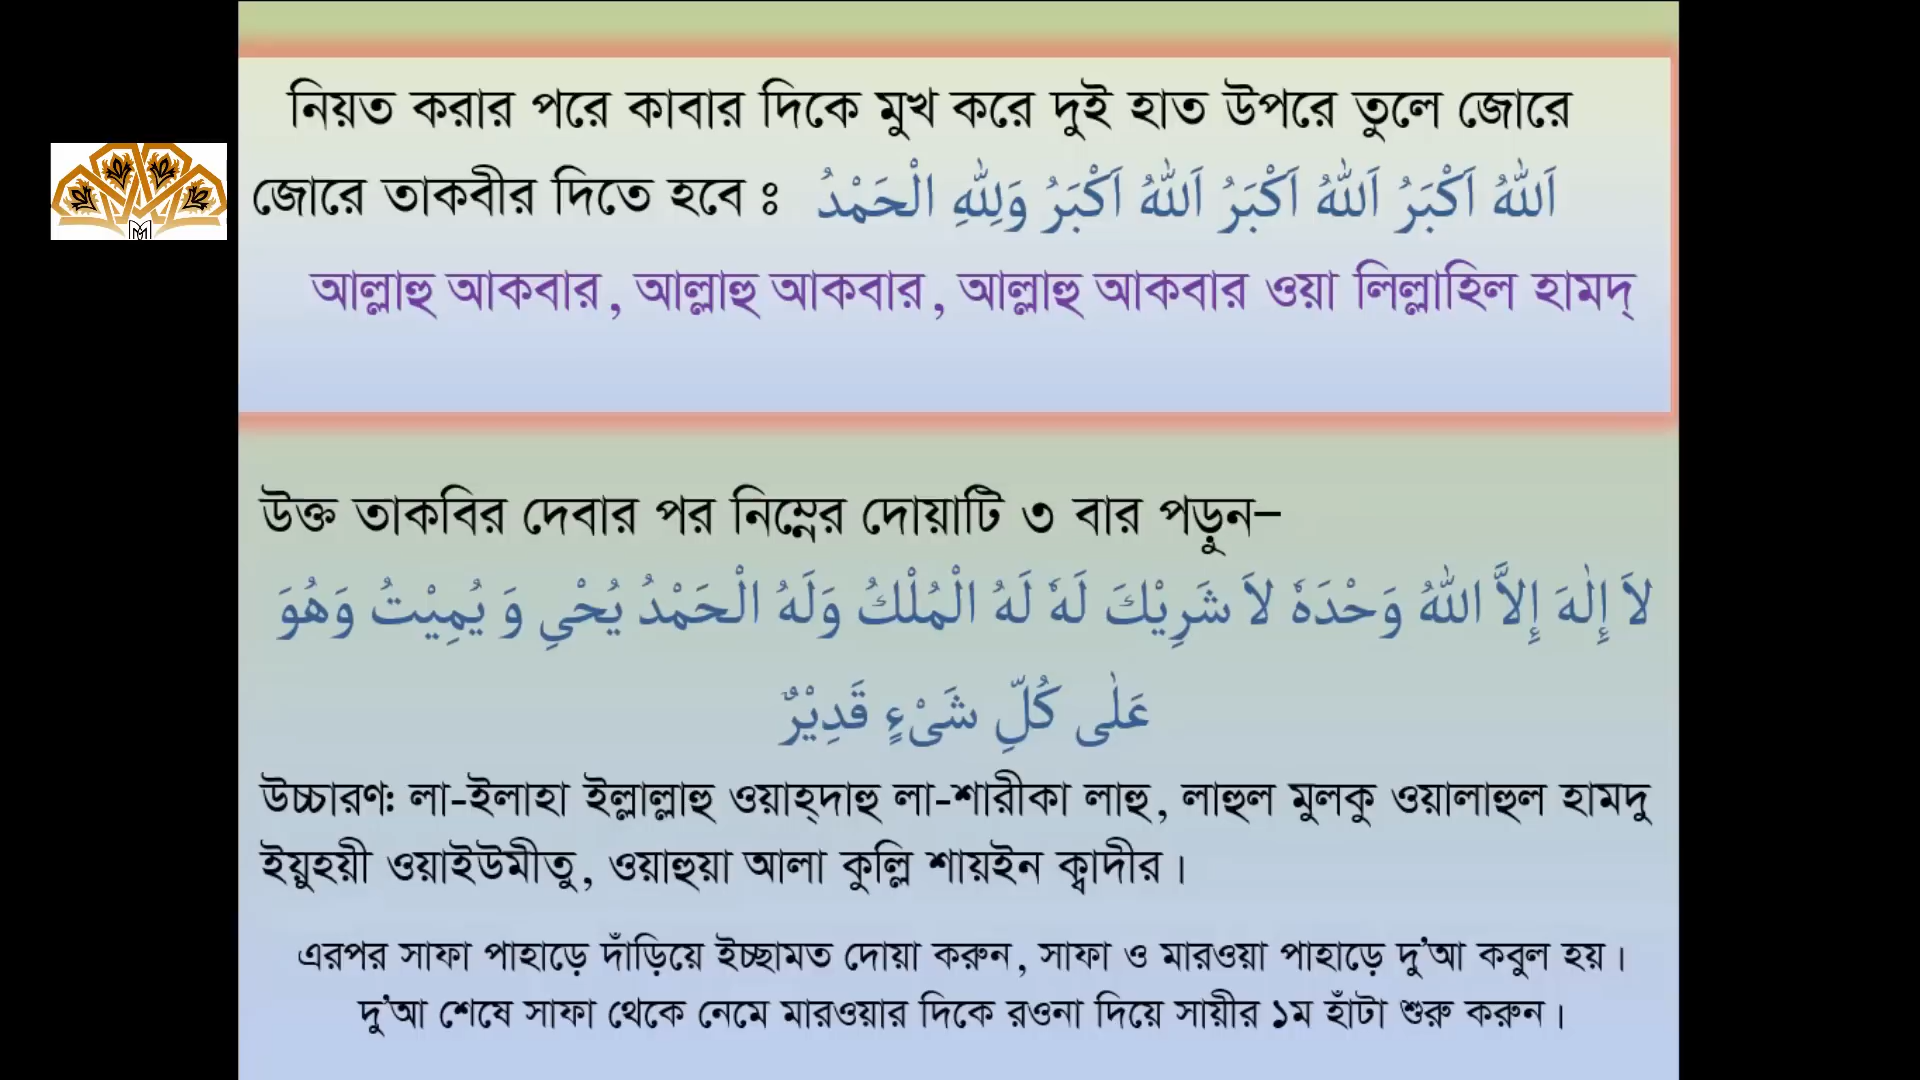 নিয়ত করার পরে কাবার দিকে মুখ করে দুই হাত উপরে তুলে জোরে
জোরে তাকবীর দিতে হবে ঃ اَللّٰهُ اَكْبَرُ اَللّٰهُ اَكْبَرُ اَللّٰهُ اَكْبَرُ وَلِلّٰهِ الْحَمْدُ
আল্লাহু আকবার, আল্লাহু আকবার, আল্লাহু আকবার ওয়া লিল্লাহিল হামদ্
উক্ত তাকবির দেবার পর নিম্নের দোয়াটি ৩ বার পড়ুন–
لاَ إِلٰهَ إِلاَّ اللهُ وَحْدَهٗ لاَ شَرِيْكَ لَهٗ لَهُ الْمُلْكُ وَلَهُ الْحَمْدُ يُحْيِ وَ يُمِيْتُ وَهُوَ
عَلٰى كُلِّ شَىْءٍ قَدِيْرٌ
উচ্চারণ: লা-ইলাহা ইল্লাল্লাহু ওয়াহ্দাহু লা-শারীকা লাহু, লাহুল মুলকু ওয়ালাহুল হামদু
ইয়ুহয়ী ওয়াইউমীতু, ওয়াহুয়া আলা কুল্লি শায়ইন ক্বাদীর।
এরপর সাফা পাহাড়ে দাঁড়িয়ে ইচ্ছামত দোয়া করুন, সাফা ও মারওয়া পাহাড়ে দু'আ কবুল হয়।
দু'আ শেষে সাফা থেকে নেমে মারওয়ার দিকে রওনা দিয়ে সায়ীর ১ম হাঁটা শুরু করুন।